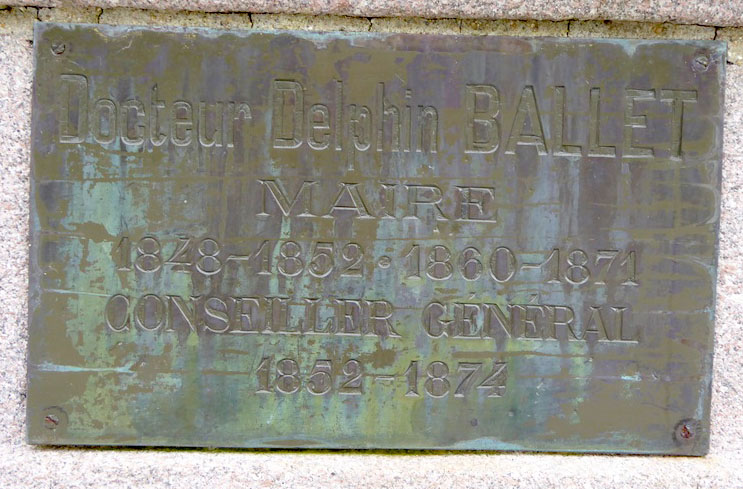 Docteur Delphin BALLET
MAIRE
1848-1852 • 1860-1871
CONSEILLER GÉNÉRAL
1852-1874